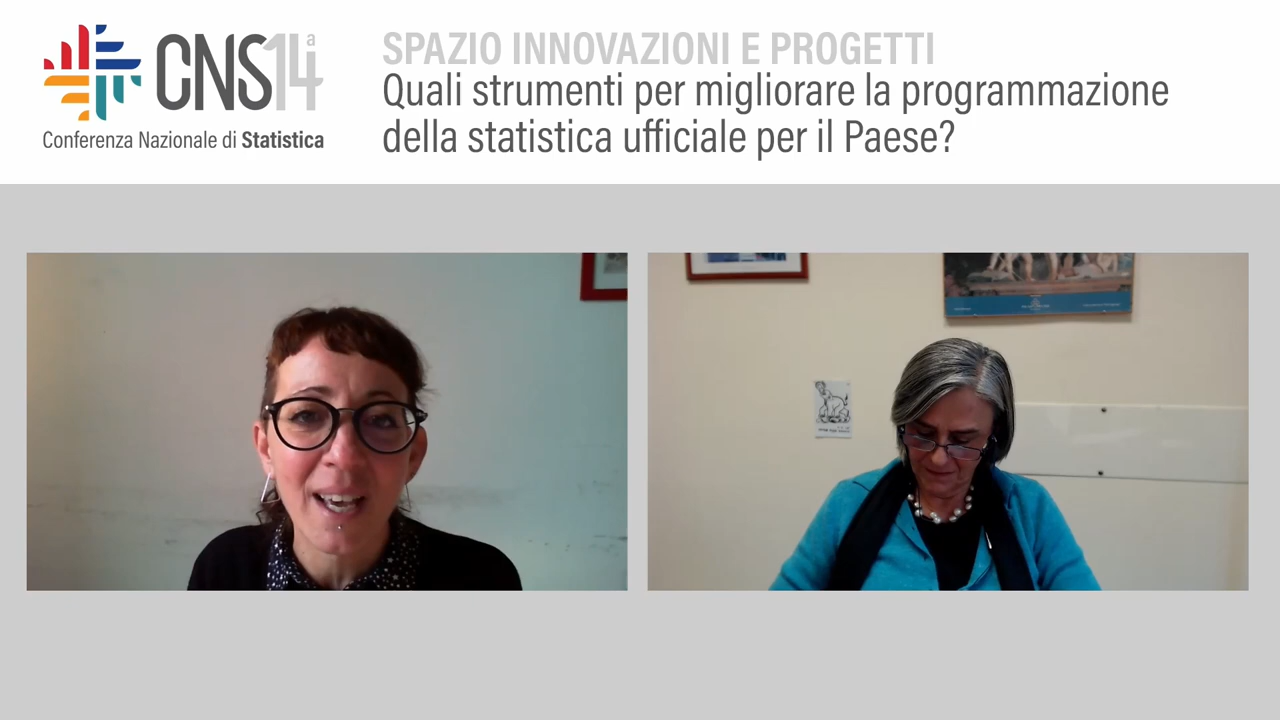 CNS14ª
Conferenza Nazionale di Statistica
SPAZIO INNOVAZIONI E PROGETTI
Quali strumenti per migliorare la programmazione
della statistica ufficiale per il Paese?